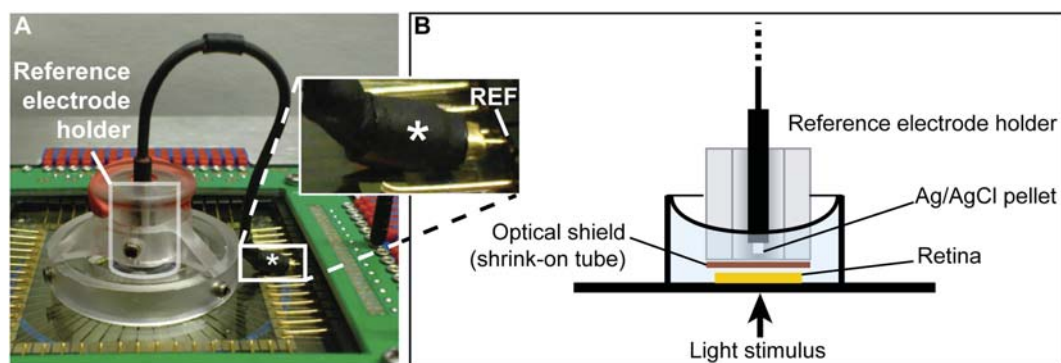 A
Reference
electrode
holder
*
REF
*
B
Reference electrode holder
Ag/AgCl pellet
Optical shield
(shrink-on tube)
Retina
Light stimulus